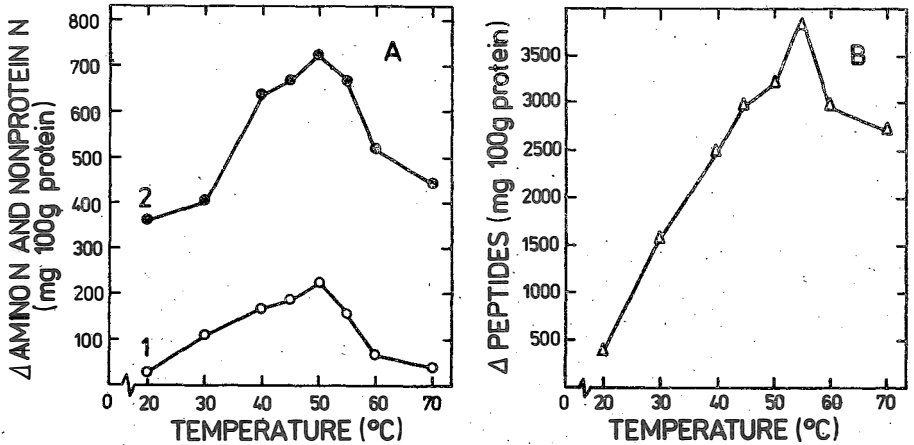 Δ AMINO N AND NONPROTEIN N
(mg 100g protein)
800
700
600
500
400
300
200
100
0
A
2
1
20 30 40 50 60 70
TEMPERATURE (°C)
Δ PEPTIDES (mg 100g protein)
3500
3000
2500
2000
1500
1000
500
0
B
20 30 40 50 60 70
TEMPERATURE (°C)